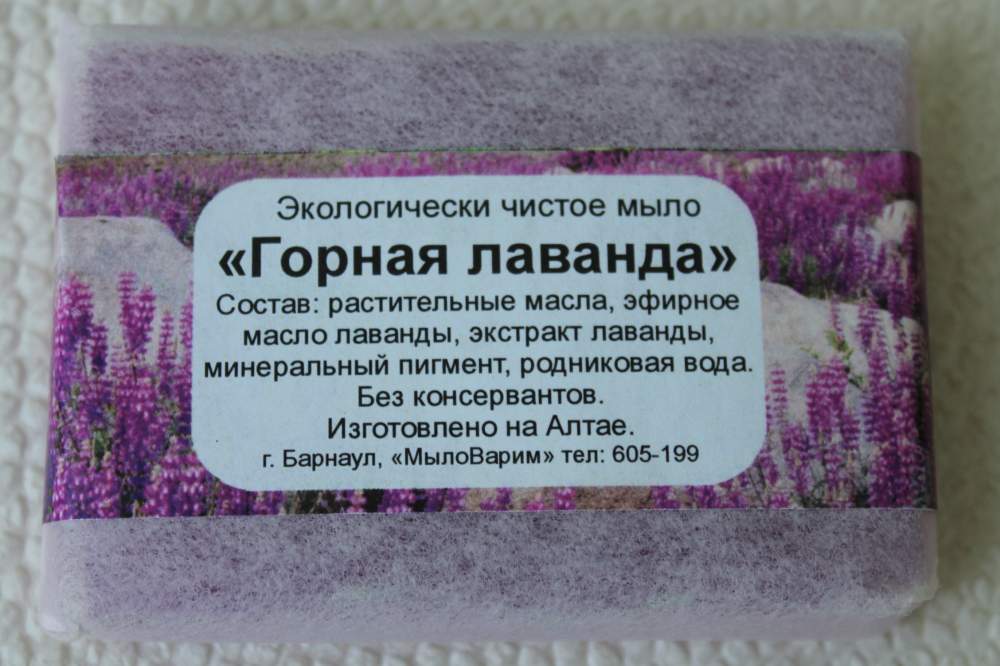 Экологически чистое мыло
«Горная лаванда»
Состав: растительные масла, эфирное
масло лаванды, экстракт лаванды,
минеральный пигмент, родниковая вода.
Без консервантов.
Изготовлено на Алтае.
г. Барнаул, «МылоВарим» тел: 605-199